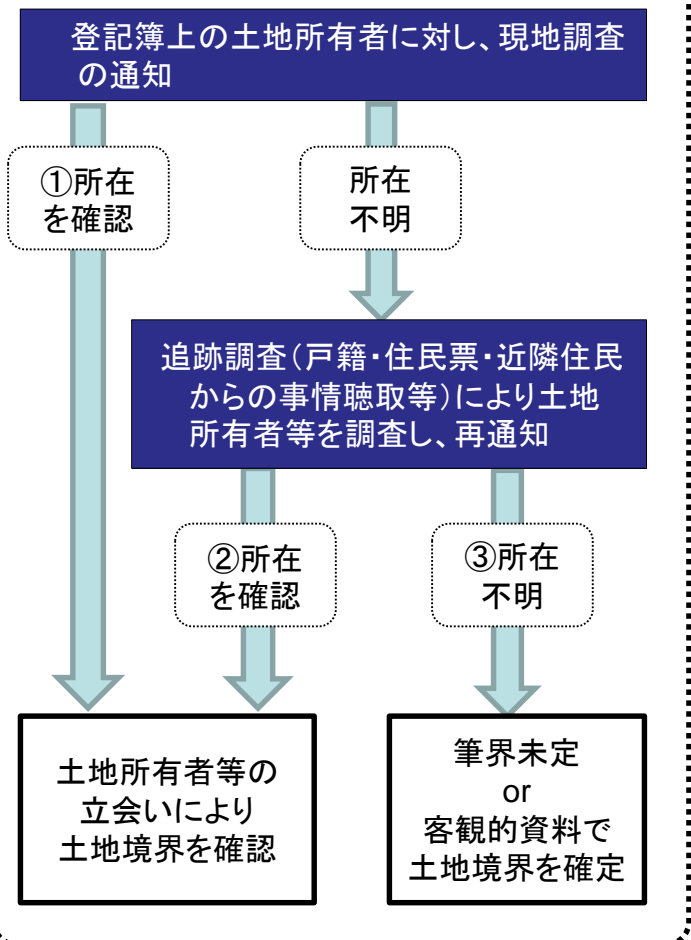 登記簿上の土地所有者に対し、現地調査
の通知
①所在
を確認
所在
不明
追跡調査(戸籍・住民票・近隣住民
からの事情聴取等)により土地
所有者等を調査し、再通知
②所在
を確認
③所在
不明
土地所有者等の
立会いにより
土地境界を確認
筆界未定
or
客観的資料で
土地境界を確定